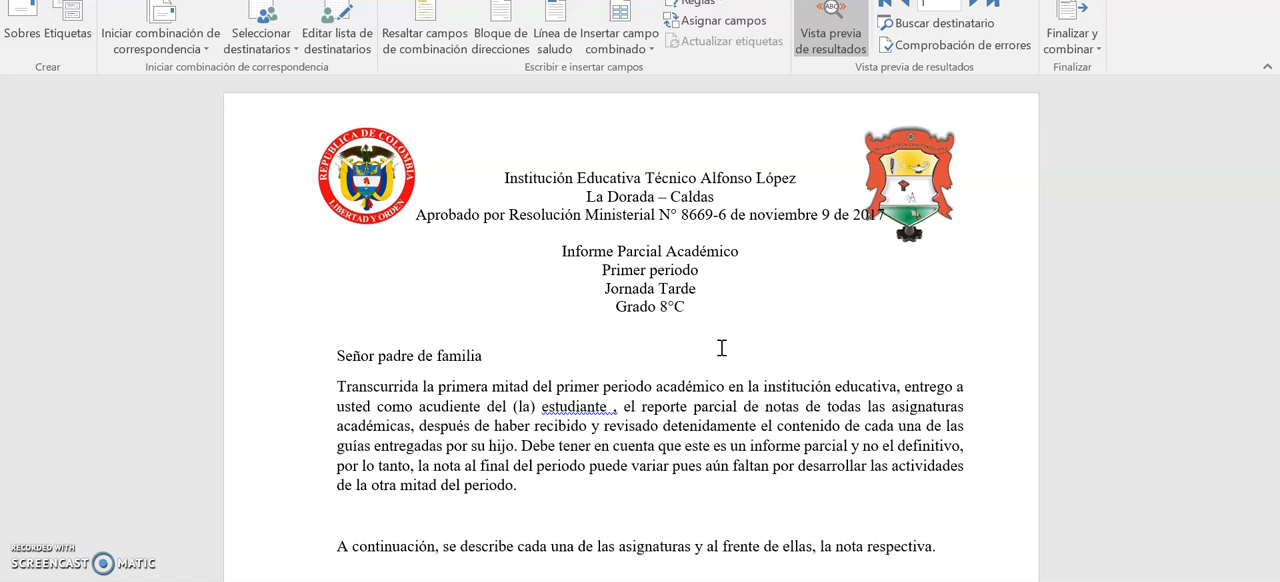 Reglas
Sobres Etiquetas
Iniciar combinación de correspondencia
Seleccionar destinatarios
Editar lista de destinatarios
Resaltar campos de combinación
Bloque de direcciones
Línea de saludo
Insertar campo combinado
Asignar campos
Actualizar etiquetas
ABC
Vista previa de resultados
1
Buscar destinatario
Comprobación de errores
Finalizar y combinar
Crear
Iniciar combinación de correspondencia
Escribir e insertar campos
Vista previa de resultados
Finalizar
REPUBLICA DE COLOMBIA
LIBERTAD Y ORDEN
Institución Educativa Técnico Alfonso López
La Dorada – Caldas
Aprobado por Resolución Ministerial N° 8669-6 de noviembre 9 de 2017
Informe Parcial Académico
Primer periodo
Jornada Tarde
Grado 8°C
Señor padre de familia
Transcurrida la primera mitad del primer periodo académico en la institución educativa, entrego a
usted como acudiente del (la) estudiante , el reporte parcial de notas de todas las asignaturas
académicas, después de haber recibido y revisado detenidamente el contenido de cada una de las
guías entregadas por su hijo. Debe tener en cuenta que este es un informe parcial y no el definitivo,
por lo tanto, la nota al final del periodo puede variar pues aún faltan por desarrollar las actividades
de la otra mitad del periodo.
A continuación, se describe cada una de las asignaturas y al frente de ellas, la nota respectiva.
RECORDED WITH
SCREENCAST MATIC